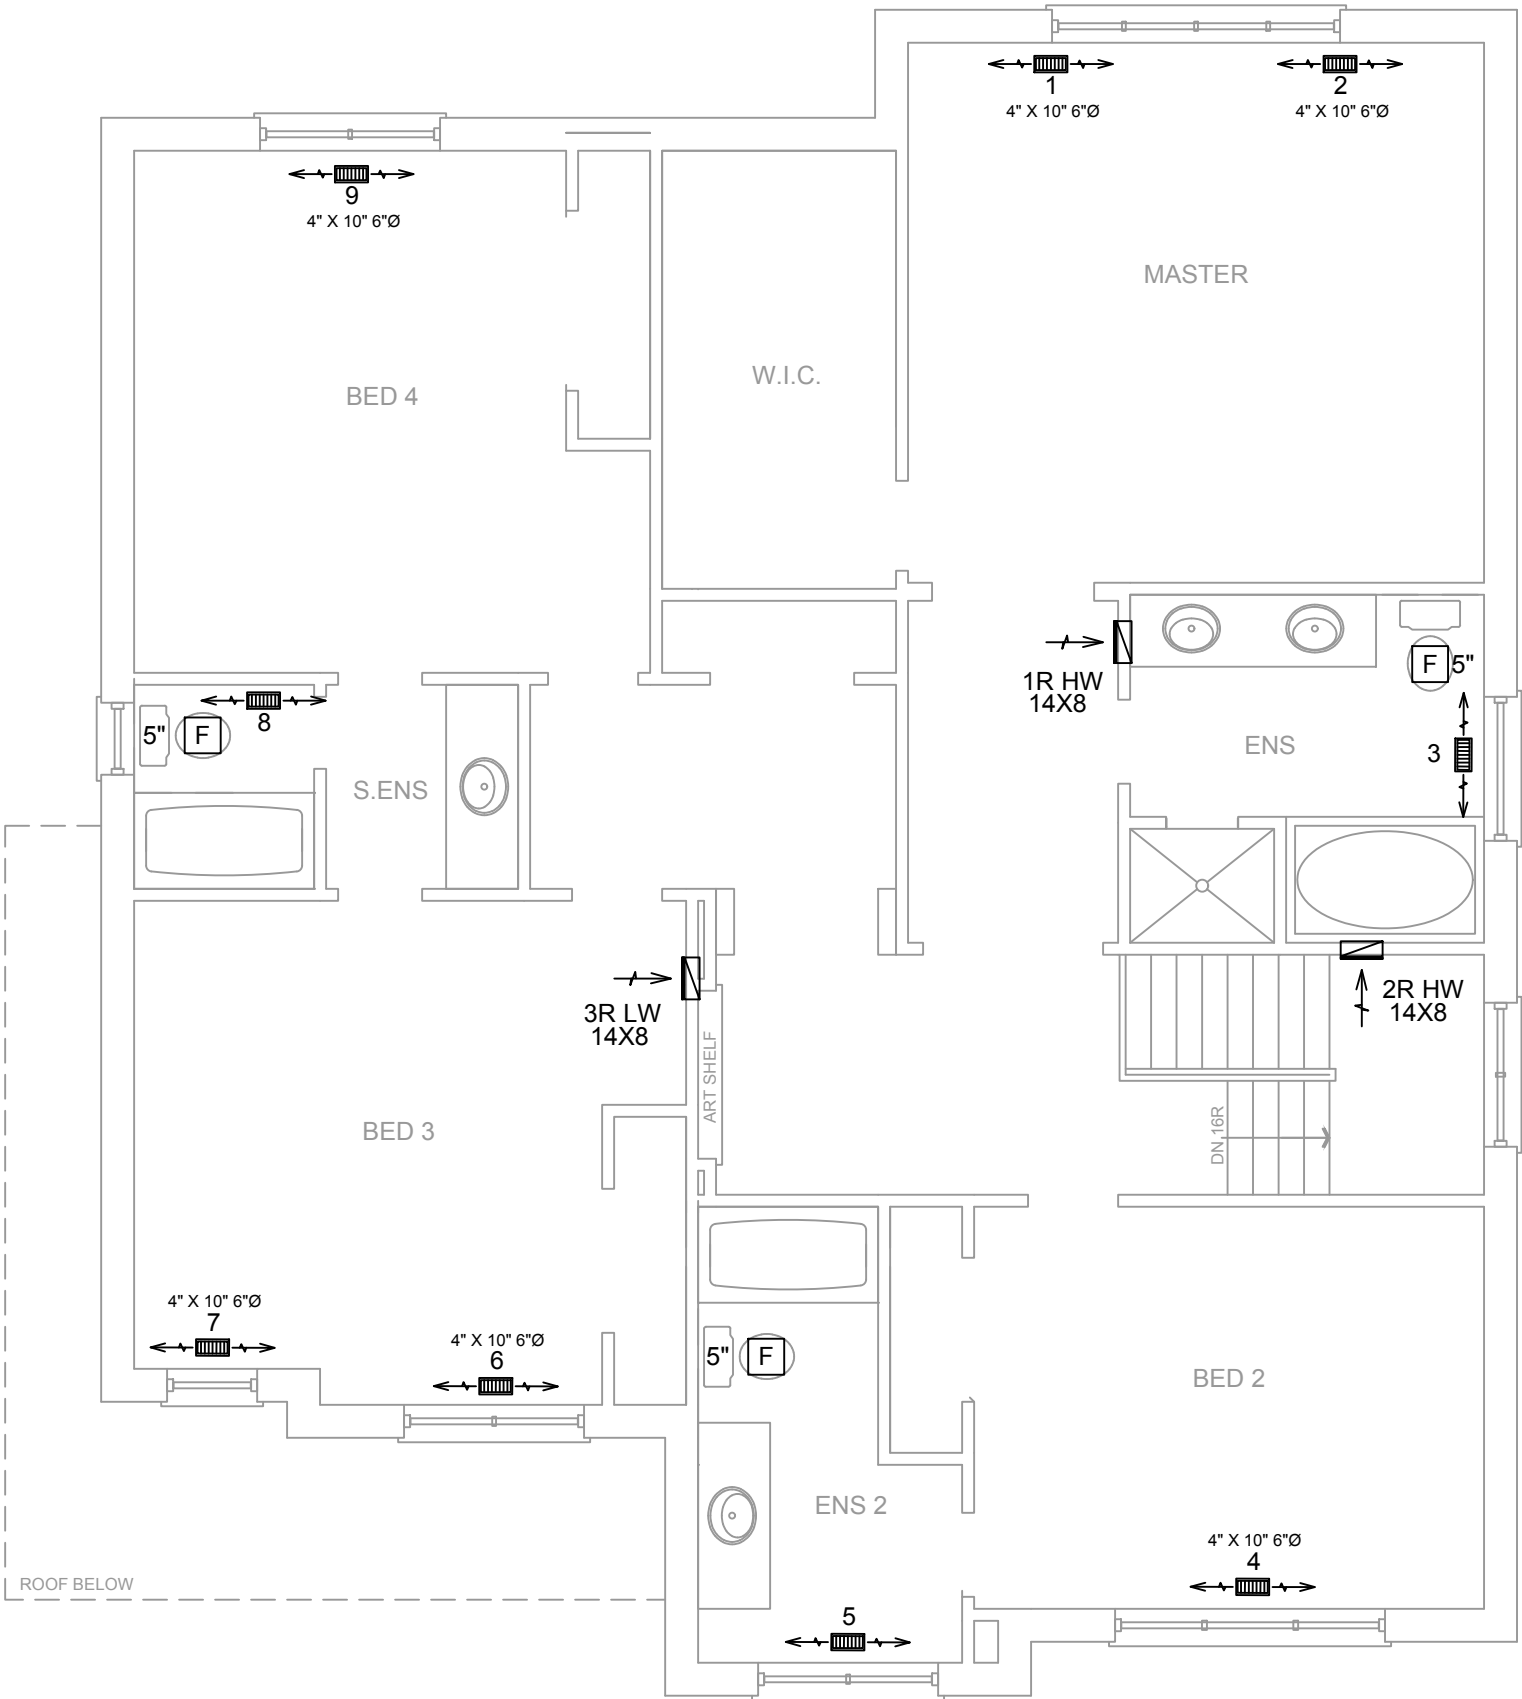 1
4" X 10" 6"Ø
2
4" X 10" 6"Ø
9
4" X 10" 6"Ø
MASTER
W.I.C.
BED 4
F 5"
1R HW
14X8
8
5" F
3
ENS
S.ENS
2R HW
14X8
3R LW
14X8
ART SHELF
DN 16R
BED 3
4" X 10" 6"Ø
7
4" X 10" 6"Ø
6
5" F
BED 2
ENS 2
4" X 10" 6"Ø
4
ROOF BELOW
5